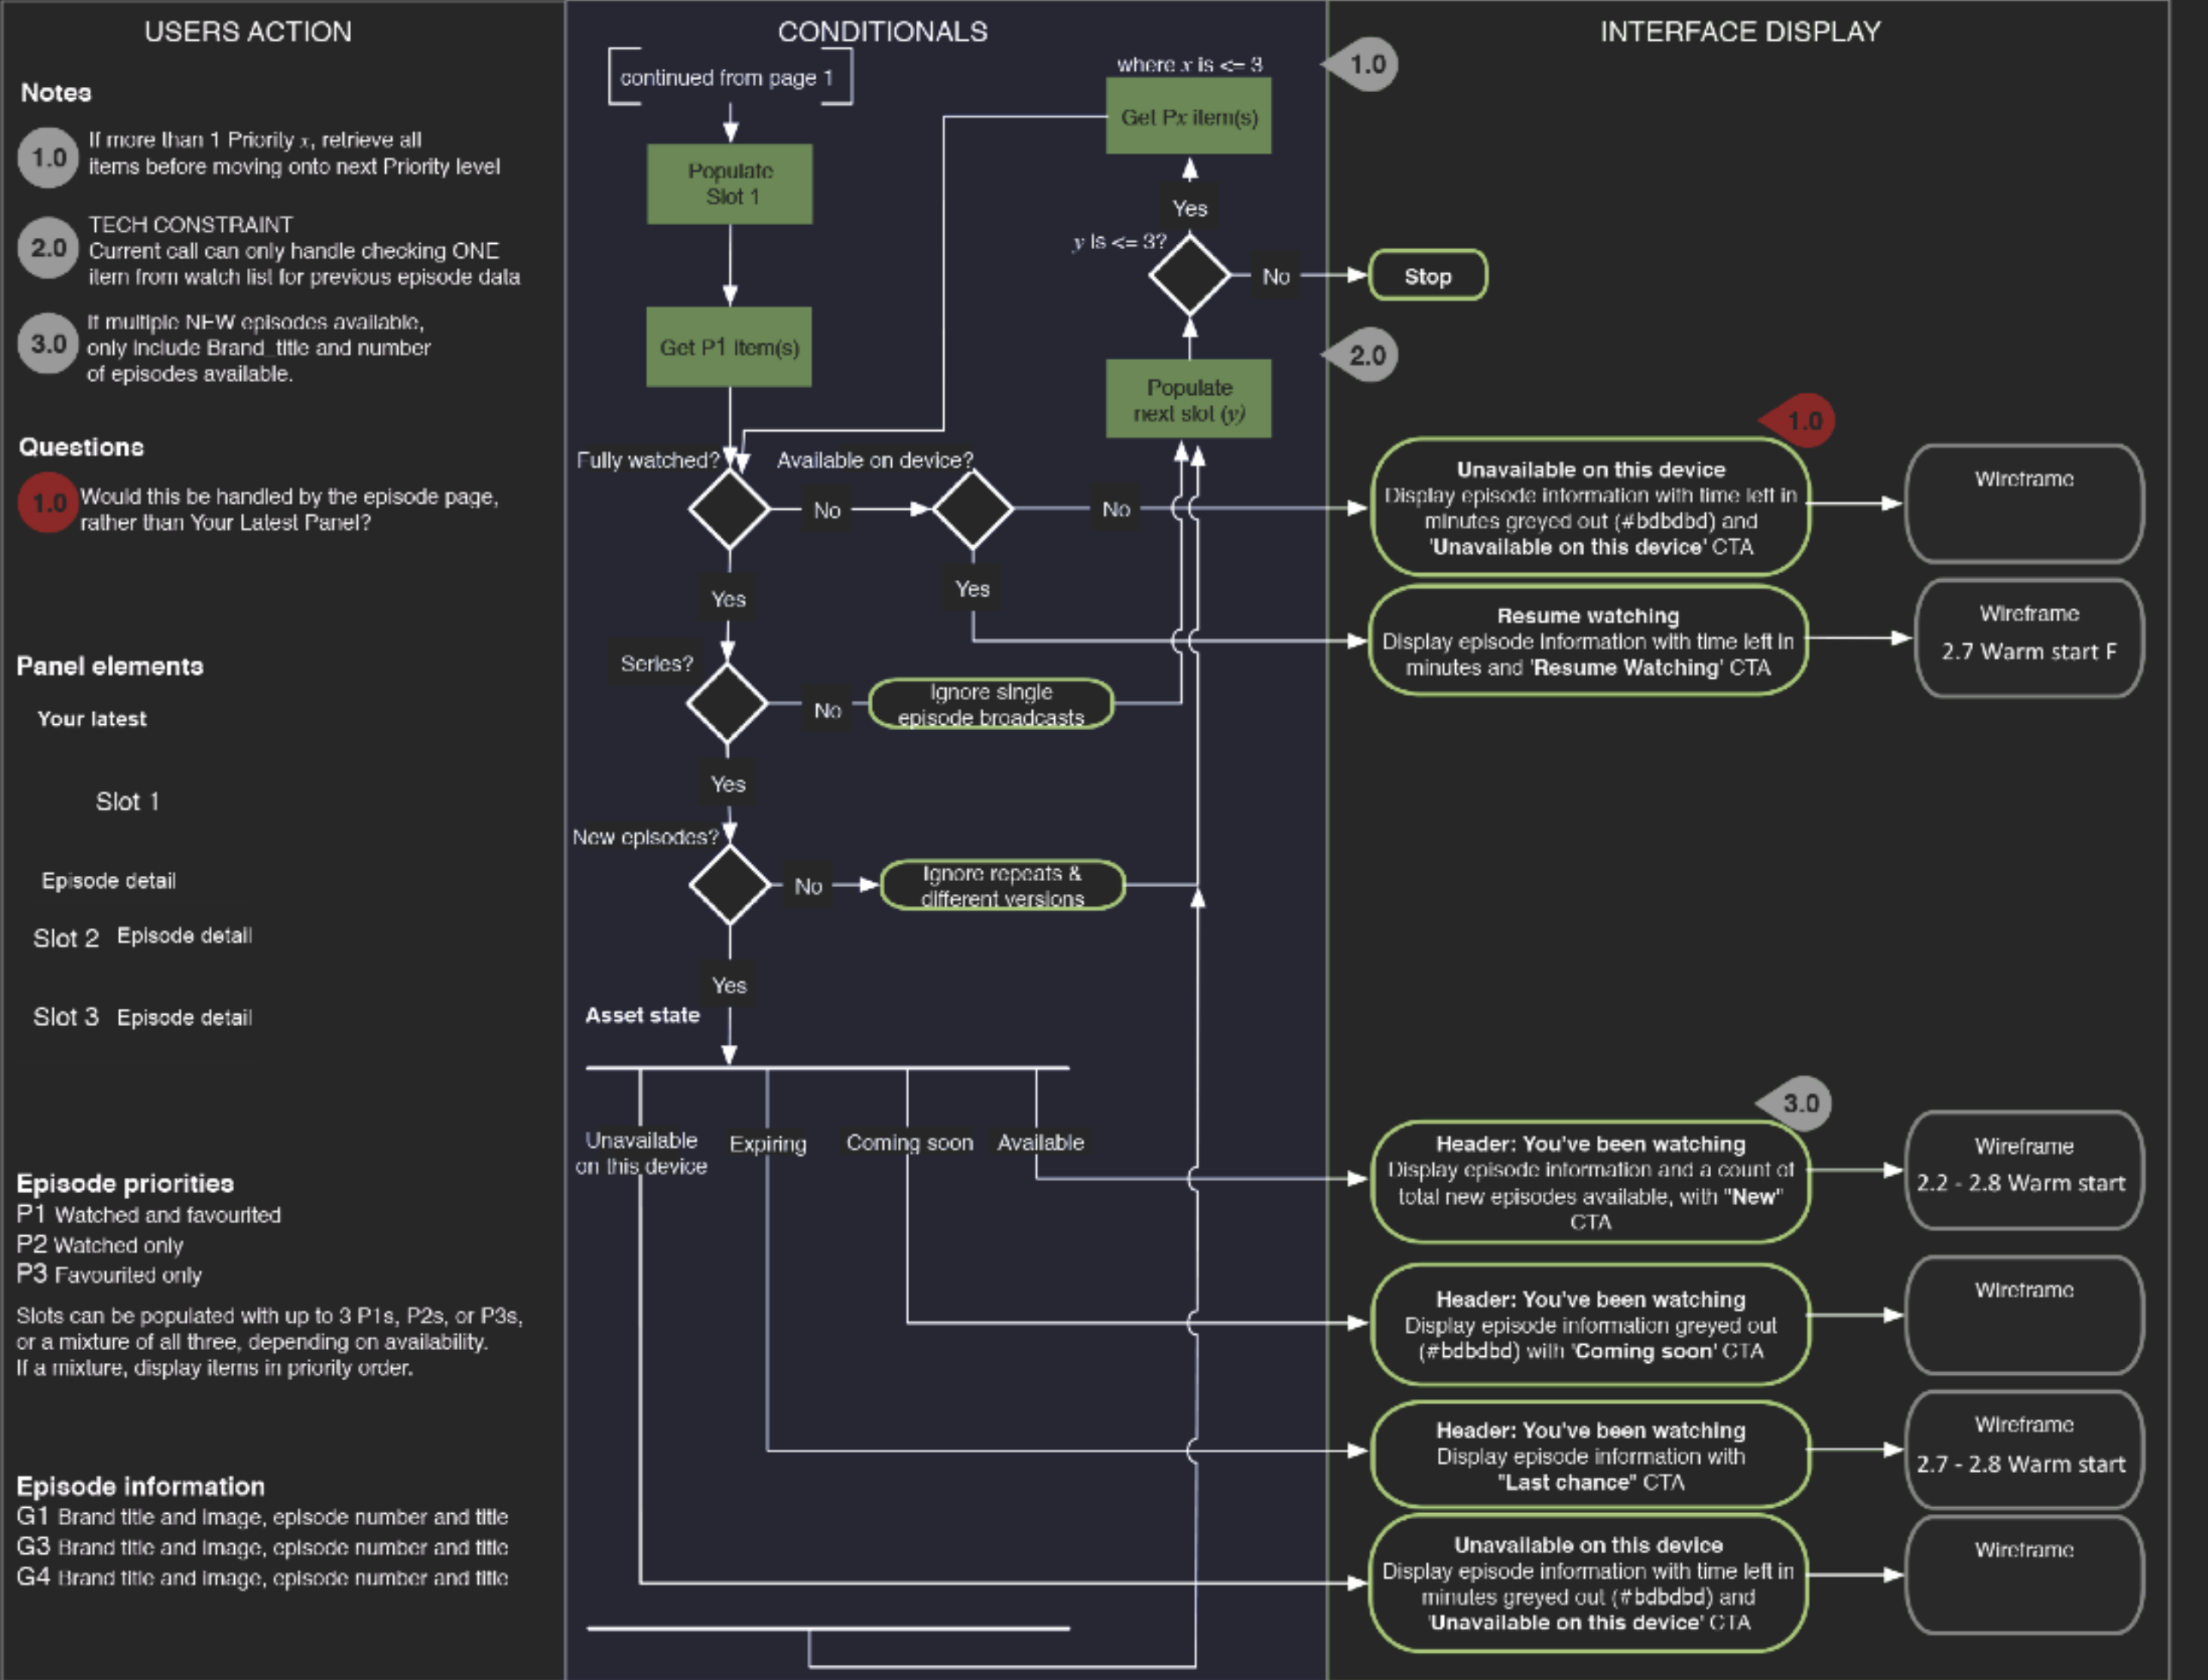 USERS ACTION
Notes
1.0
If more than 1 Priority x, retrieve all
items before moving onto next Priority level
2.0
TECH CONSTRAINT
Current call can only handle checking ONE
item from watch list for previous episode data
3.0
If multiple NEW episodes available,
only include Brand_title and number
of episodes available.
Questions
1.0
Would this be handled by the episode page,
rather than Your Latest Panel?
Panel elements
Your latest
Slot 1
Episode detail
Slot 2 Episode detail
Slot 3 Episode detail
Episode priorities
P1 Watched and favourited
P2 Watched only
P3 Favourited only
Slots can be populated with up to 3 P1s, P2s, or P3s,
or a mixture of all three, depending on availability.
If a mixture, display items in priority order.
Episode information
G1 Brand title and image, episode number and title
G3 Brand title and image, episode number and title
G4 Brand title and image, episode number and title
CONDITIONALS
continued from page 1
Populate
Slot 1
Get P1 item(s)
where x is <= 3
Get Px item(s)
Yes
y is <= 3?
No
Populate
next slot (y)
Fully watched?
No
Available on device?
No
Yes
Yes
Series?
No
Ignore single
episode broadcasts
Yes
New episodes?
No
Ignore repeats &
different versions
Yes
Asset state
Unavailable
on this device
Expiring
Coming soon
Available
INTERFACE DISPLAY
1.0
Stop
2.0
1.0
Unavailable on this device
Display episode information with time left in
minutes greyed out (#bdbdbd) and
'Unavailable on this device' CTA
Wireframe
Resume watching
Display episode information with time left in
minutes and 'Resume Watching' CTA
Wireframe
2.7 Warm start F
3.0
Header: You've been watching
Display episode information and a count of
total new episodes available, with "New"
CTA
Wireframe
2.2 - 2.8 Warm start
Header: You've been watching
Display episode information greyed out
(#bdbdbd) with 'Coming soon' CTA
Wireframe
Header: You've been watching
Display episode information with
"Last chance" CTA
Wireframe
2.7 - 2.8 Warm start
Unavailable on this device
Display episode information with time left in
minutes greyed out (#bdbdbd) and
'Unavailable on this device' CTA
Wireframe